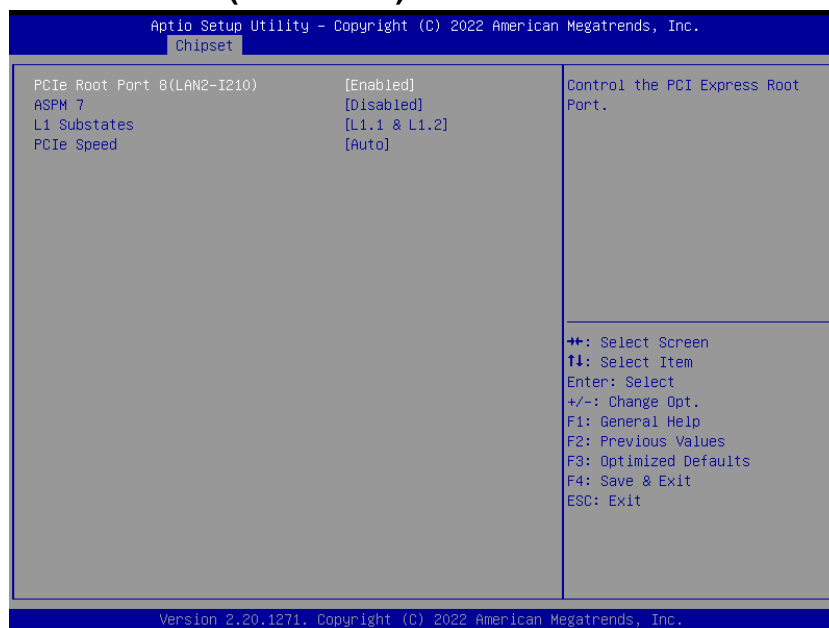 Aptio Setup Utility – Copyright (C) 2022 American Megatrends, Inc.
Chipset
PCIe Root Port 8(LAN2-I210) [Enabled]
ASPM 7 [Disabled]
L1 Substates [L1.1 & L1.2]
PCIe Speed [Auto]
Control the PCI Express Root
Port.
→←: Select Screen
↑↓: Select Item
Enter: Select
+/-: Change Opt.
F1: General Help
F2: Previous Values
F3: Optimized Defaults
F4: Save & Exit
ESC: Exit
Version 2.20.1271. Copyright (C) 2022 American Megatrends, Inc.